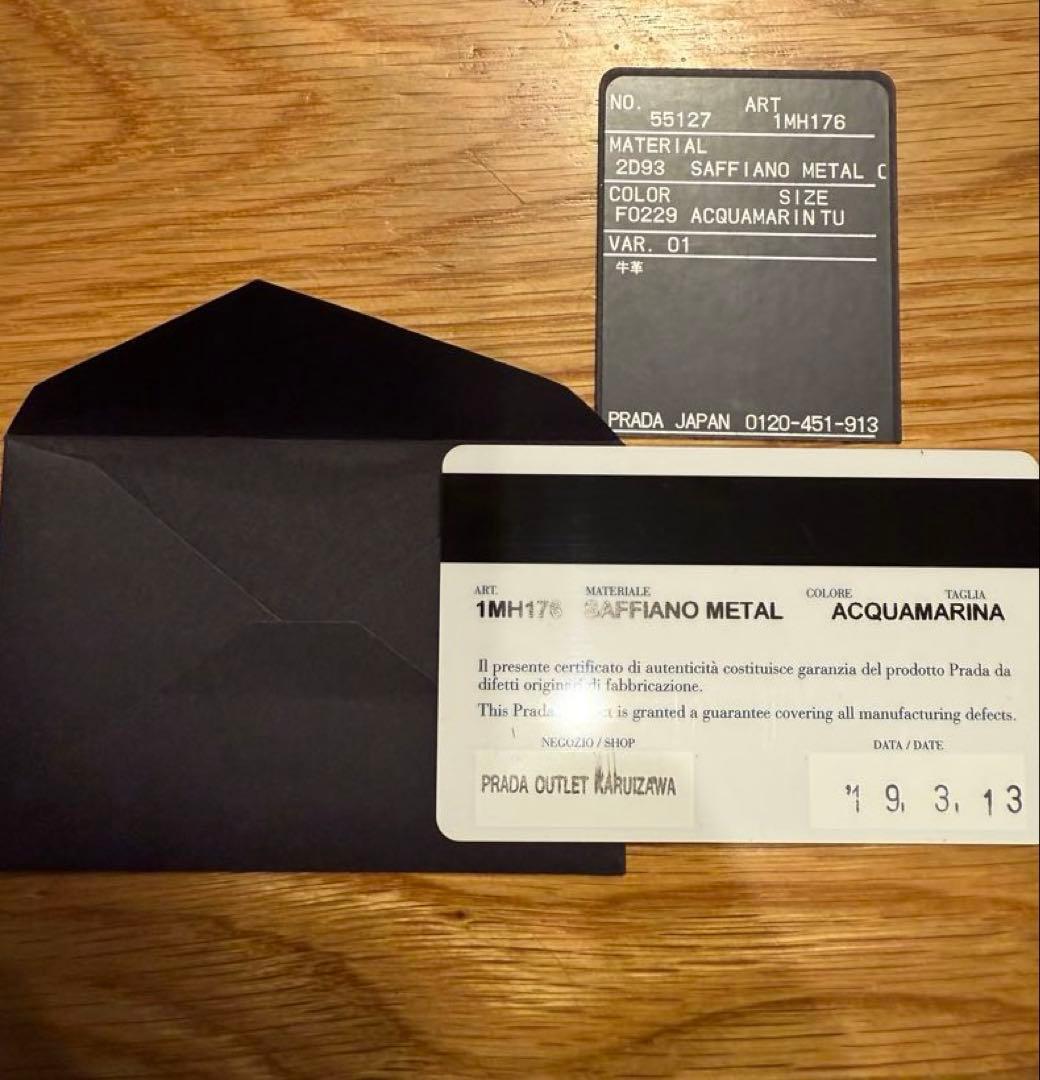 NO. ART
55127 1MH176
MATERIAL
2D93 SAFFIANO METAL C
COLOR SIZE
F0229 ACQUAMARIN TU
VAR. 01
牛革
PRADA JAPAN 0120-451-913
ART. MATERIALE COLORE TAGLIA
1MH176 SAFFIANO METAL ACQUAMARINA
Il presente certificato di autenticità costituisce garanzia del prodotto Prada da
difetti originari di fabbricazione.
This Prada is granted a guarantee covering all manufacturing defects.
NEGOZIO / SHOP DATA / DATE
PRADA OUTLET KARUIZAWA '19. 3. 13